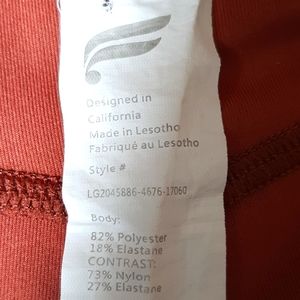 Designed in
California
Made in Lesotho
Fabriqué au Lesotho
Style #
LG2045886-4676-17060
Body:
82% Polyester
18% Elastane
CONTRAST:
73% Nylon
27% Elastane